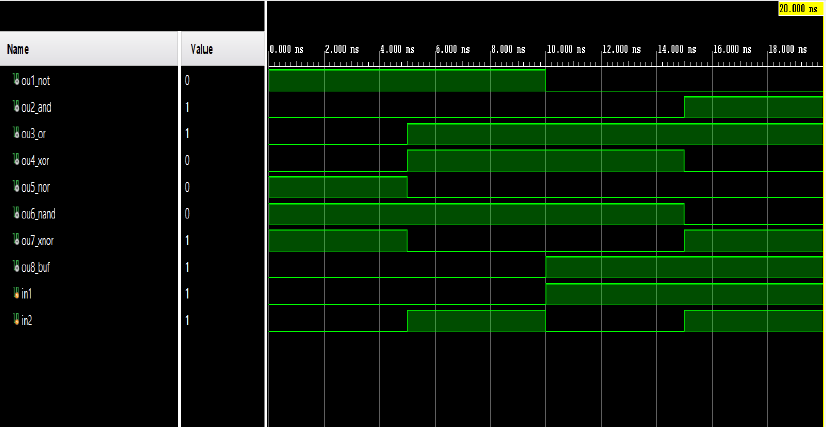 20.000 ns
Name Value 0.000 ns 2.000 ns 4.000 ns 6.000 ns 8.000 ns 10.000 ns 12.000 ns 14.000 ns 16.000 ns 18.000 ns
ou1_not 0
ou2_and 1
ou3_or 1
ou4_xor 0
ou5_nor 0
ou6_nand 0
ou7_xnor 1
ou8_buf 1
in1 1
in2 1